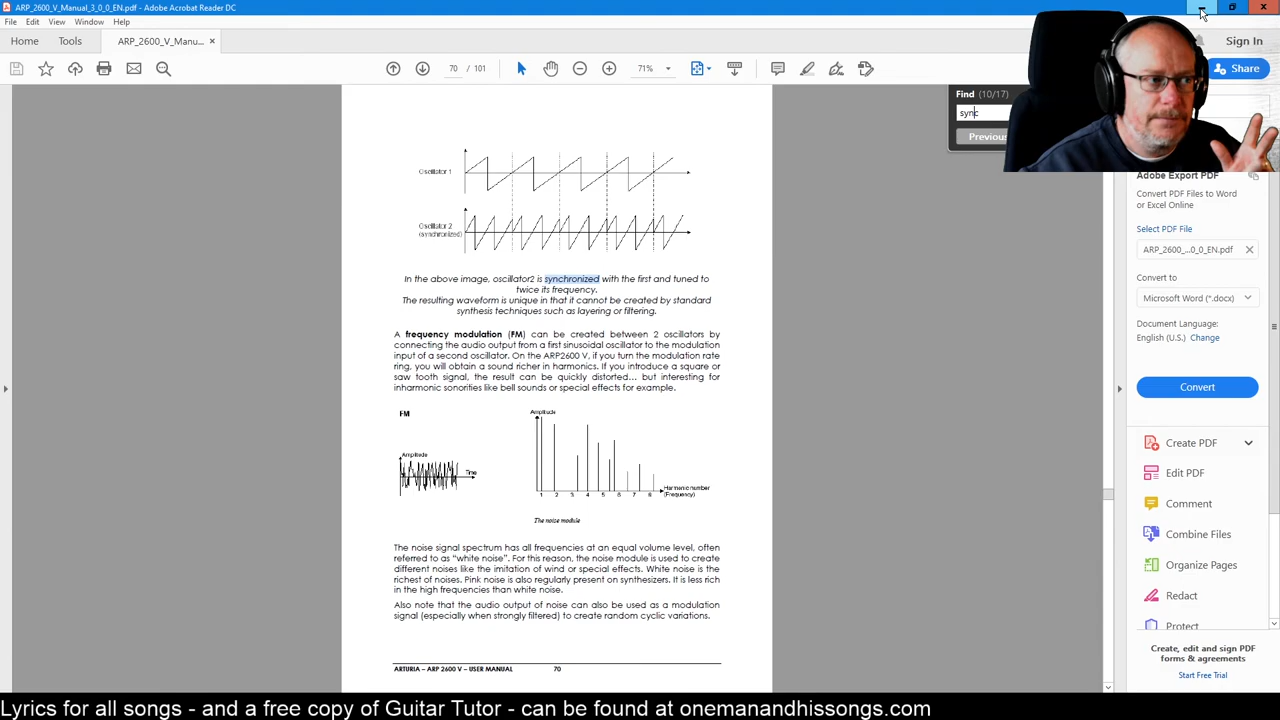 ARP_2600_V_Manual_3_0_0_EN.pdf - Adobe Acrobat Reader DC
File Edit View Window Help
Home Tools ARP_2600_V_Manu... × Sign In
70 / 101 71% Share
Find (10/17)
sync
Previous
Oscillator 1
Oscillator 2
(synchronized)
In the above image, oscillator2 is synchronized with the first and tuned to
twice its frequency.
The resulting waveform is unique in that it cannot be created by standard
synthesis techniques such as layering or filtering.
A frequency modulation (FM) can be created between 2 oscillators by
connecting the audio output from a first sinusoidal oscillator to the modulation
input of a second oscillator. On the ARP2600 V, if you turn the modulation rate
ring, you will obtain a sound richer in harmonics. If you introduce a square or
saw tooth signal, the result can be quickly distorted... but interesting for
inharmonic sonorities like bell sounds or special effects for example.
FM
Amplitude
Time
Amplitude
Harmonic number
(Frequency)
1 2 3 4 5 6 7 8
The noise module
The noise signal spectrum has all frequencies at an equal volume level, often
referred to as "white noise". For this reason, the noise module is used to create
different noises like the imitation of wind or special effects. White noise is the
richest of noises. Pink noise is also regularly present on synthesizers. It is less rich
in the high frequencies than white noise.
Also note that the audio output of noise can also be used as a modulation
signal (especially when strongly filtered) to create random cyclic variations.
ARTURIA – ARP 2600 V – USER MANUAL 70
Adobe Export PDF
Convert PDF Files to Word
or Excel Online
Select PDF File
ARP_2600_...0_0_EN.pdf
Convert to
Microsoft Word (*.docx)
Document Language:
English (U.S.) Change
Convert
Create PDF
Edit PDF
Comment
Combine Files
Organize Pages
Redact
Protect
Create, edit and sign PDF
forms & agreements
Start Free Trial
Lyrics for all songs - and a free copy of Guitar Tutor - can be found at onemanandhissongs.com